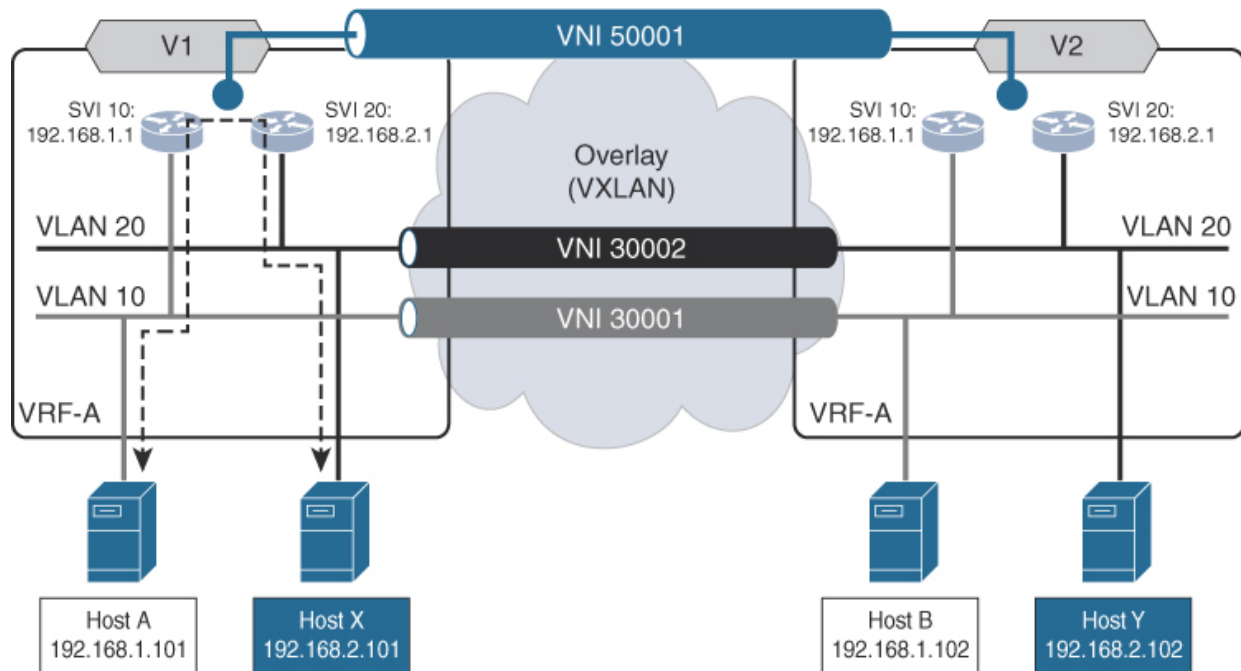 V1
VNI 50001
V2
SVI 10:
192.168.1.1
SVI 20:
192.168.2.1
Overlay
(VXLAN)
SVI 10:
192.168.1.1
SVI 20:
192.168.2.1
VLAN 20
VNI 30002
VLAN 20
VLAN 10
VNI 30001
VLAN 10
VRF-A
VRF-A
Host A
192.168.1.101
Host X
192.168.2.101
Host B
192.168.1.102
Host Y
192.168.2.102